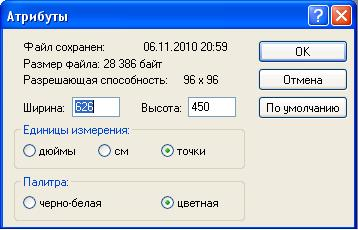 Атрибуты
Файл сохранен: 06.11.2010 20:59
Размер файла: 28 386 байт
Разрешающая способность: 96 x 96
Ширина: 626 Высота: 450
Единицы измерения:
дюймы см точки
Палитра:
черно-белая цветная
ОК
Отмена
По умолчанию